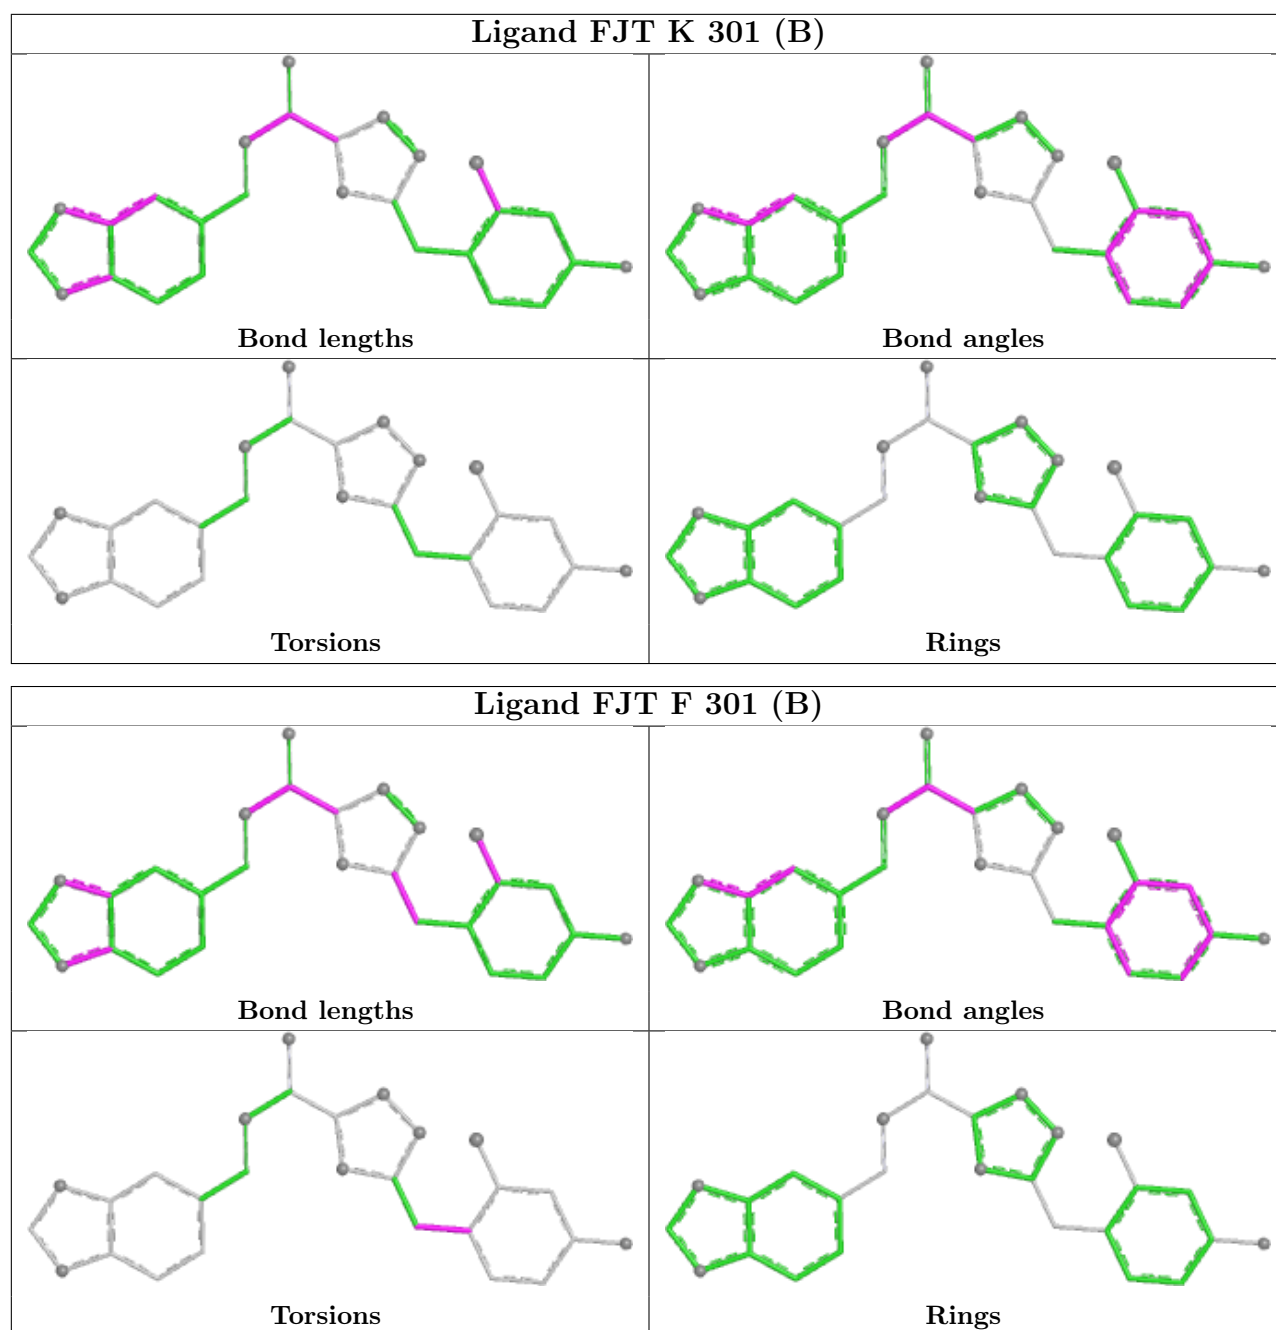 Ligand FJT K 301 (B)
Bond lengths
Bond angles
Torsions
Rings
Ligand FJT F 301 (B)
Bond lengths
Bond angles
Torsions
Rings